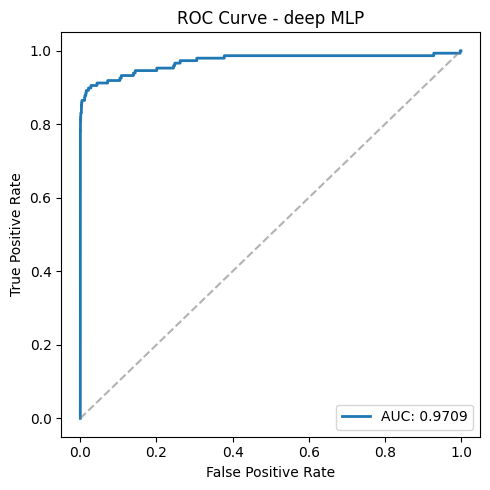 ROC Curve - deep MLP
True Positive Rate
1.0
0.8
0.6
0.4
0.2
0.0
AUC: 0.9709
0.0 0.2 0.4 0.6 0.8 1.0
False Positive Rate